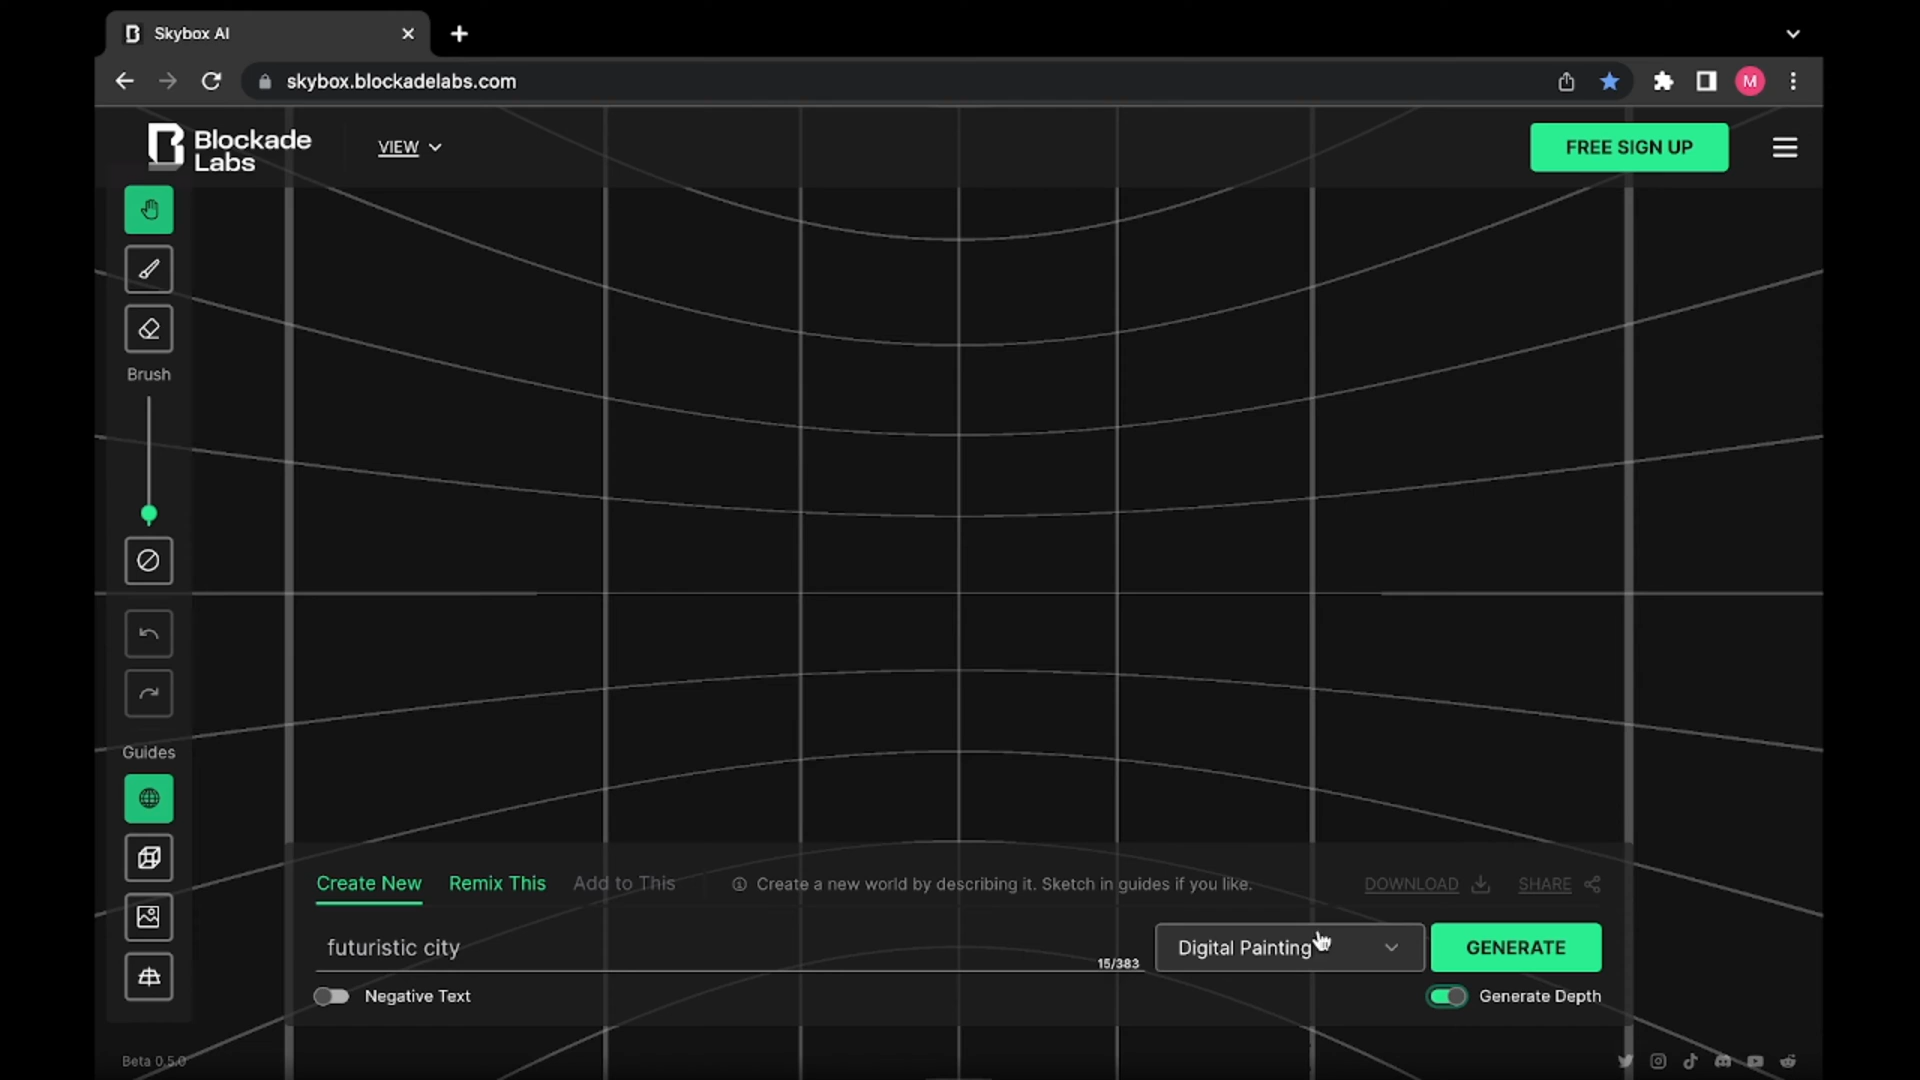 Skybox AI
skybox.blockadelabs.com
M
Blockade
Labs
VIEW
FREE SIGN UP
Brush
Guides
Create New
Remix This
Add to This
Create a new world by describing it. Sketch in guides if you like.
DOWNLOAD
SHARE
futuristic city
15/383
Digital Painting
GENERATE
Negative Text
Generate Depth
Beta 0.5.0